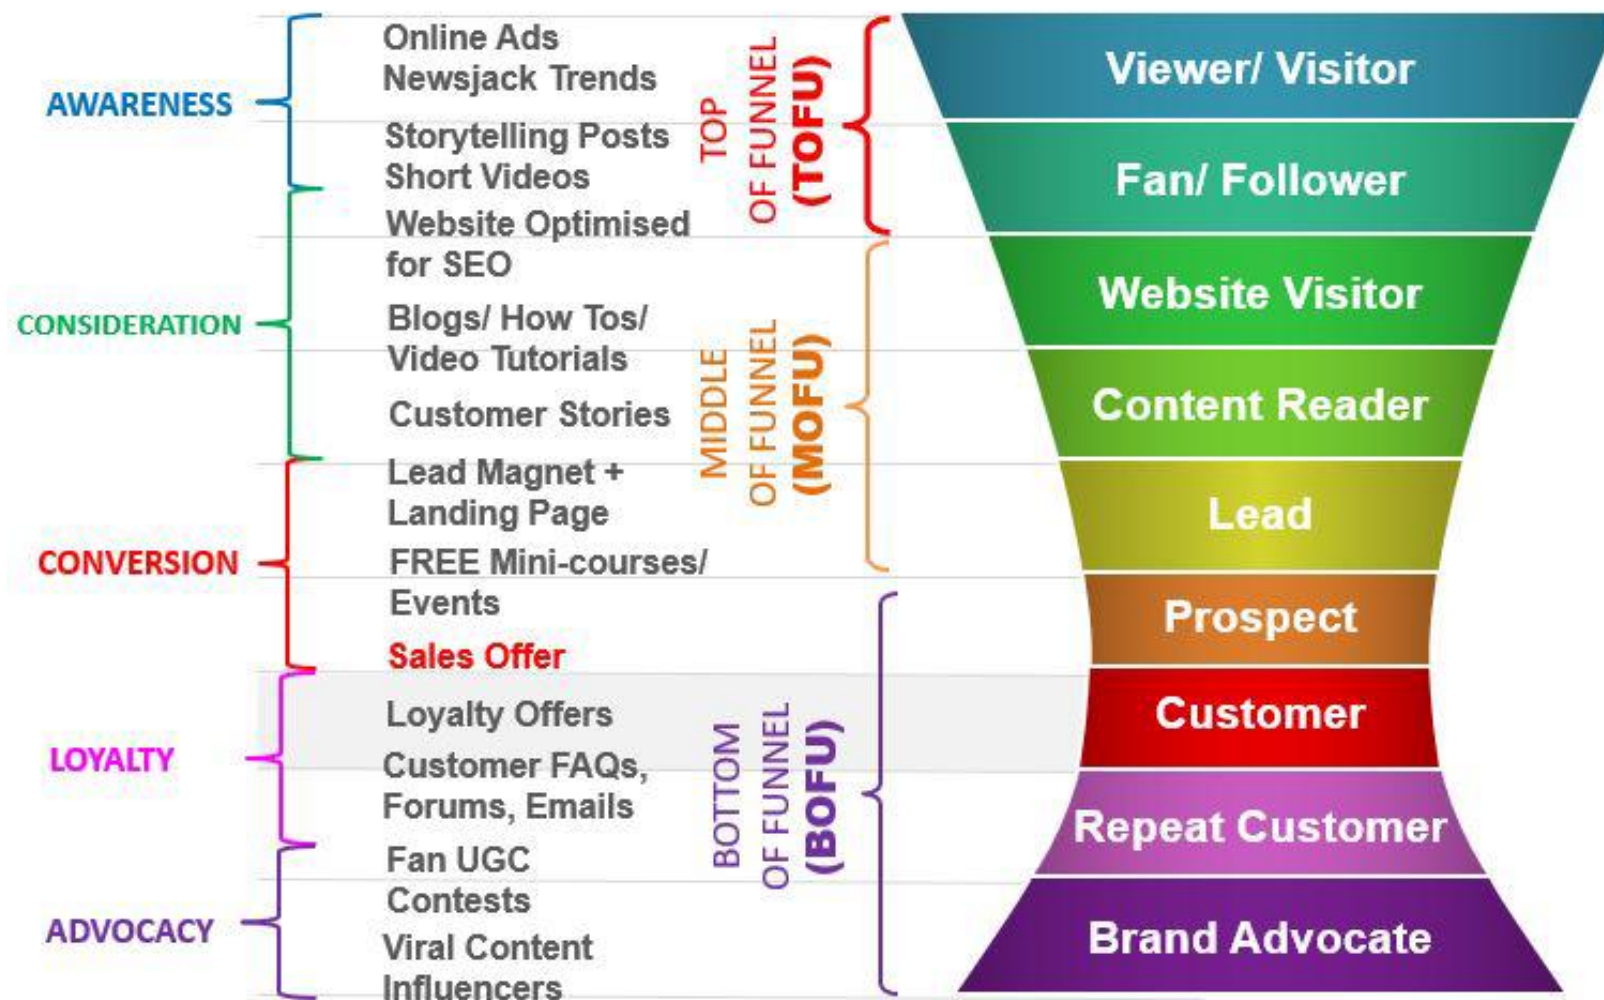 AWARENESS
CONSIDERATION
CONVERSION
LOYALTY
ADVOCACY
Online Ads
Newsjack Trends
Storytelling Posts
Short Videos
Website Optimised
for SEO
Blogs/ How Tos/
Video Tutorials
Customer Stories
Lead Magnet +
Landing Page
FREE Mini-courses/
Events
Sales Offer
Loyalty Offers
Customer FAQs,
Forums, Emails
Fan UGC
Contests
Viral Content
Influencers
TOP
OF FUNNEL
(TOFU)
MIDDLE
OF FUNNEL
(MOFU)
BOTTOM
OF FUNNEL
(BOFU)
Viewer/ Visitor
Fan/ Follower
Website Visitor
Content Reader
Lead
Prospect
Customer
Repeat Customer
Brand Advocate